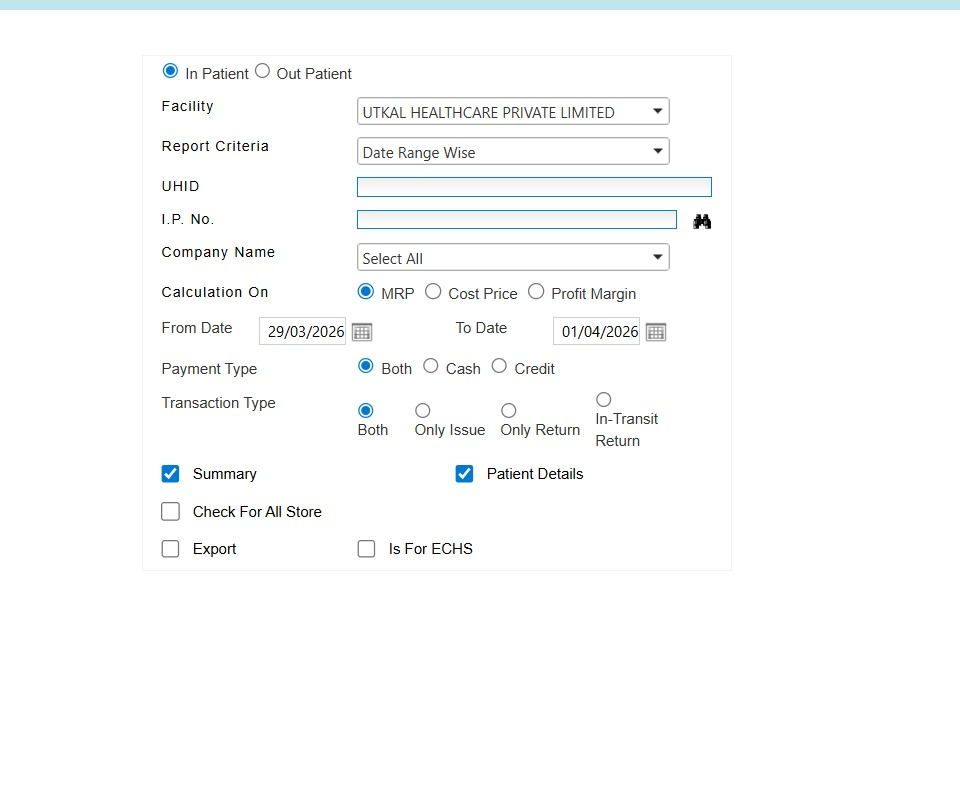 In Patient Out Patient
Facility UTKAL HEALTHCARE PRIVATE LIMITED
Report Criteria Date Range Wise
UHID
I.P. No.
Company Name Select All
Calculation On MRP Cost Price Profit Margin
From Date 29/03/2026 To Date 01/04/2026
Payment Type Both Cash Credit
Transaction Type Both Only Issue Only Return In-Transit
Return
Summary Patient Details
Check For All Store
Export Is For ECHS